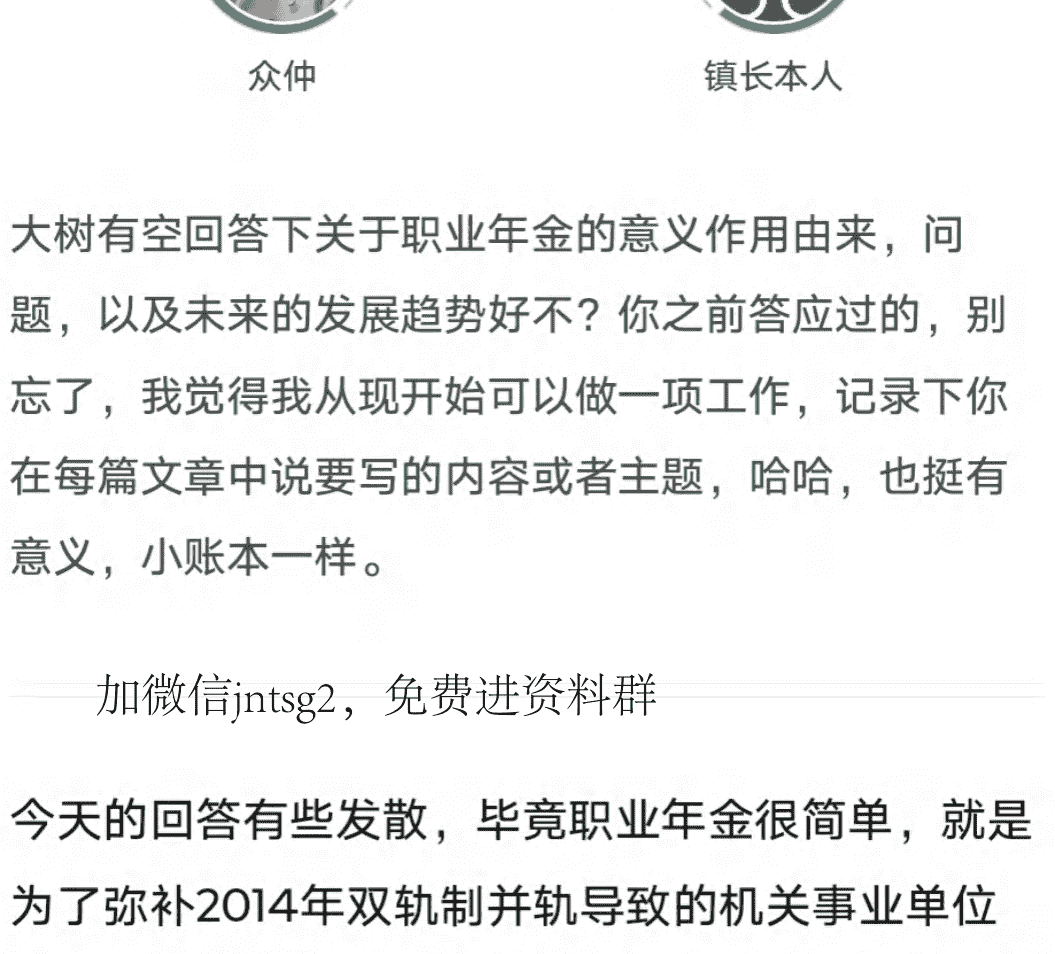 众仲 镇长本人
大树有空回答下关于职业年金的意义作用由来，问
题，以及未来的发展趋势好不？你之前答应过的，别
忘了，我觉得我从现开始可以做一项工作，记录下你
在每篇文章中说要写的内容或者主题，哈哈，也挺有
意义，小账本一样。
加微信jntsg2，免费进资料群
今天的回答有些发散，毕竟职业年金很简单，就是
为了弥补2014年双轨制并轨导致的机关事业单位